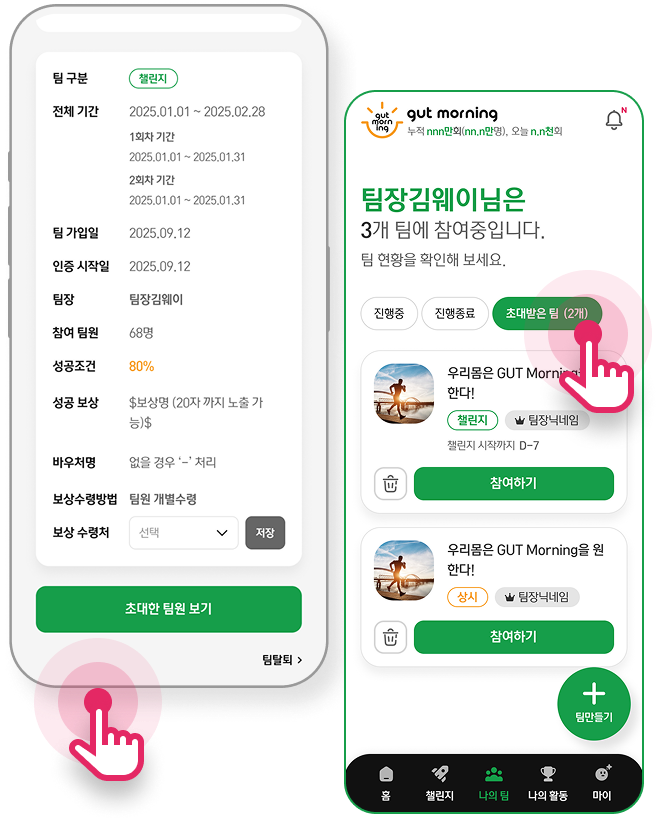 팀 구분 챌린지
전체 기간 2025.01.01 ~ 2025.02.28
1회차 기간
2025.01.01 ~ 2025.01.31
2회차 기간
2025.01.01 ~ 2025.01.31
팀 가입일 2025.09.12
인증 시작일 2025.09.12
팀장 팀장김웨이
참여 팀원 68명
성공조건 80%
성공 보상 $보상명 (20자 까지 노출 가
능)$
바우처명 없을 경우 ‘~’ 처리
보상수령방법 팀원 개별수령
보상 수령처 선택 저장
초대한 팀원 보기
팀탈퇴 >
gut
morn
ing
gut morning
N
누적 nnn만회(nn.n만명), 오늘 n.n천회
팀장김웨이님은
3개 팀에 참여중입니다.
팀 현황을 확인해 보세요.
진행중 진행종료 초대받은 팀 (2개)
우리몸은 GUT Morning을
한다!
챌린지 팀장닉네임
챌린지 시작까지 D-7
참여하기
우리몸은 GUT Morning을 원
한다!
상시 팀장닉네임
참여하기
+
팀만들기
홈 챌린지 나의 팀 나의 활동 마이